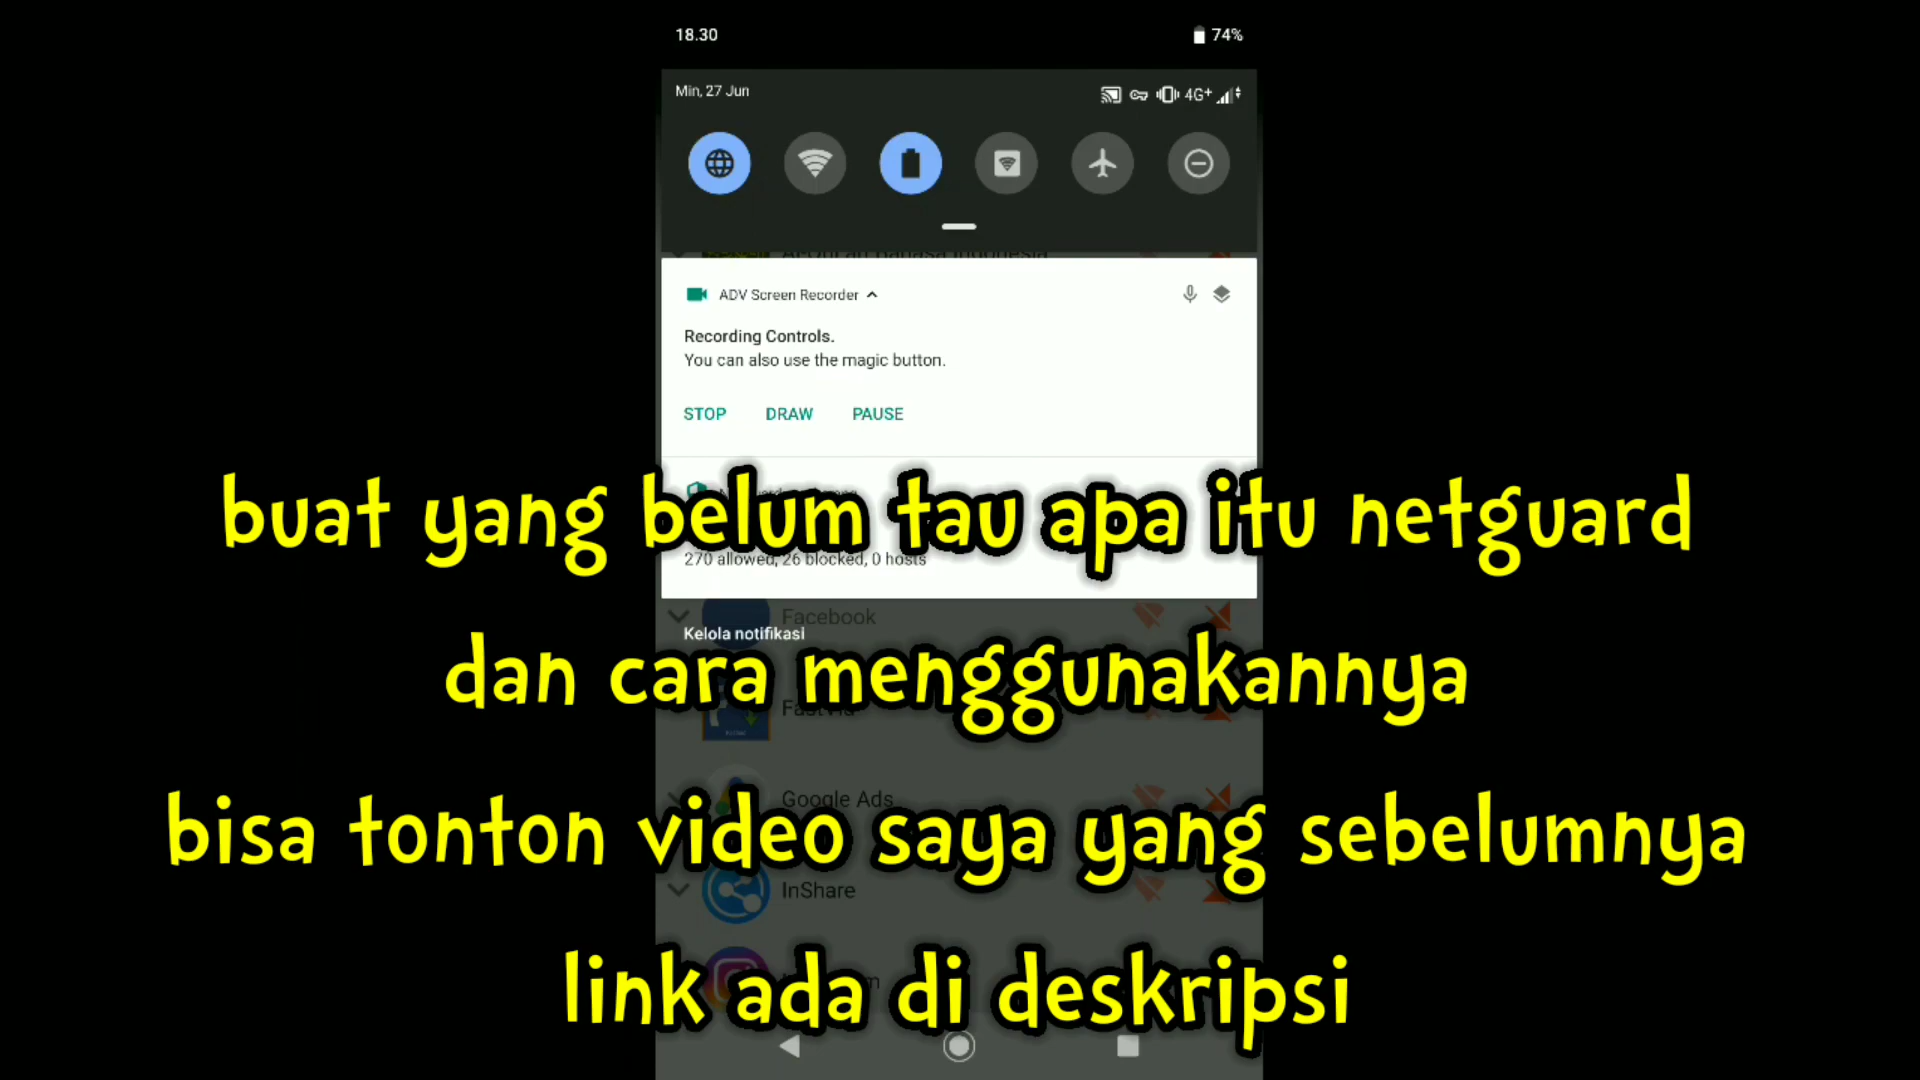 18.30
74%
Min, 27 Jun
4G+
ADV Screen Recorder
Recording Controls.
You can also use the magic button.
STOP DRAW PAUSE
buat yang belum tau apa itu netguard
270 allowed, 26 blocked, 0 hosts
Facebook
Kelola notifikasi
dan cara menggunakannya
Google Ads
bisa tonton video saya yang sebelumnya
InShare
link ada di deskripsi